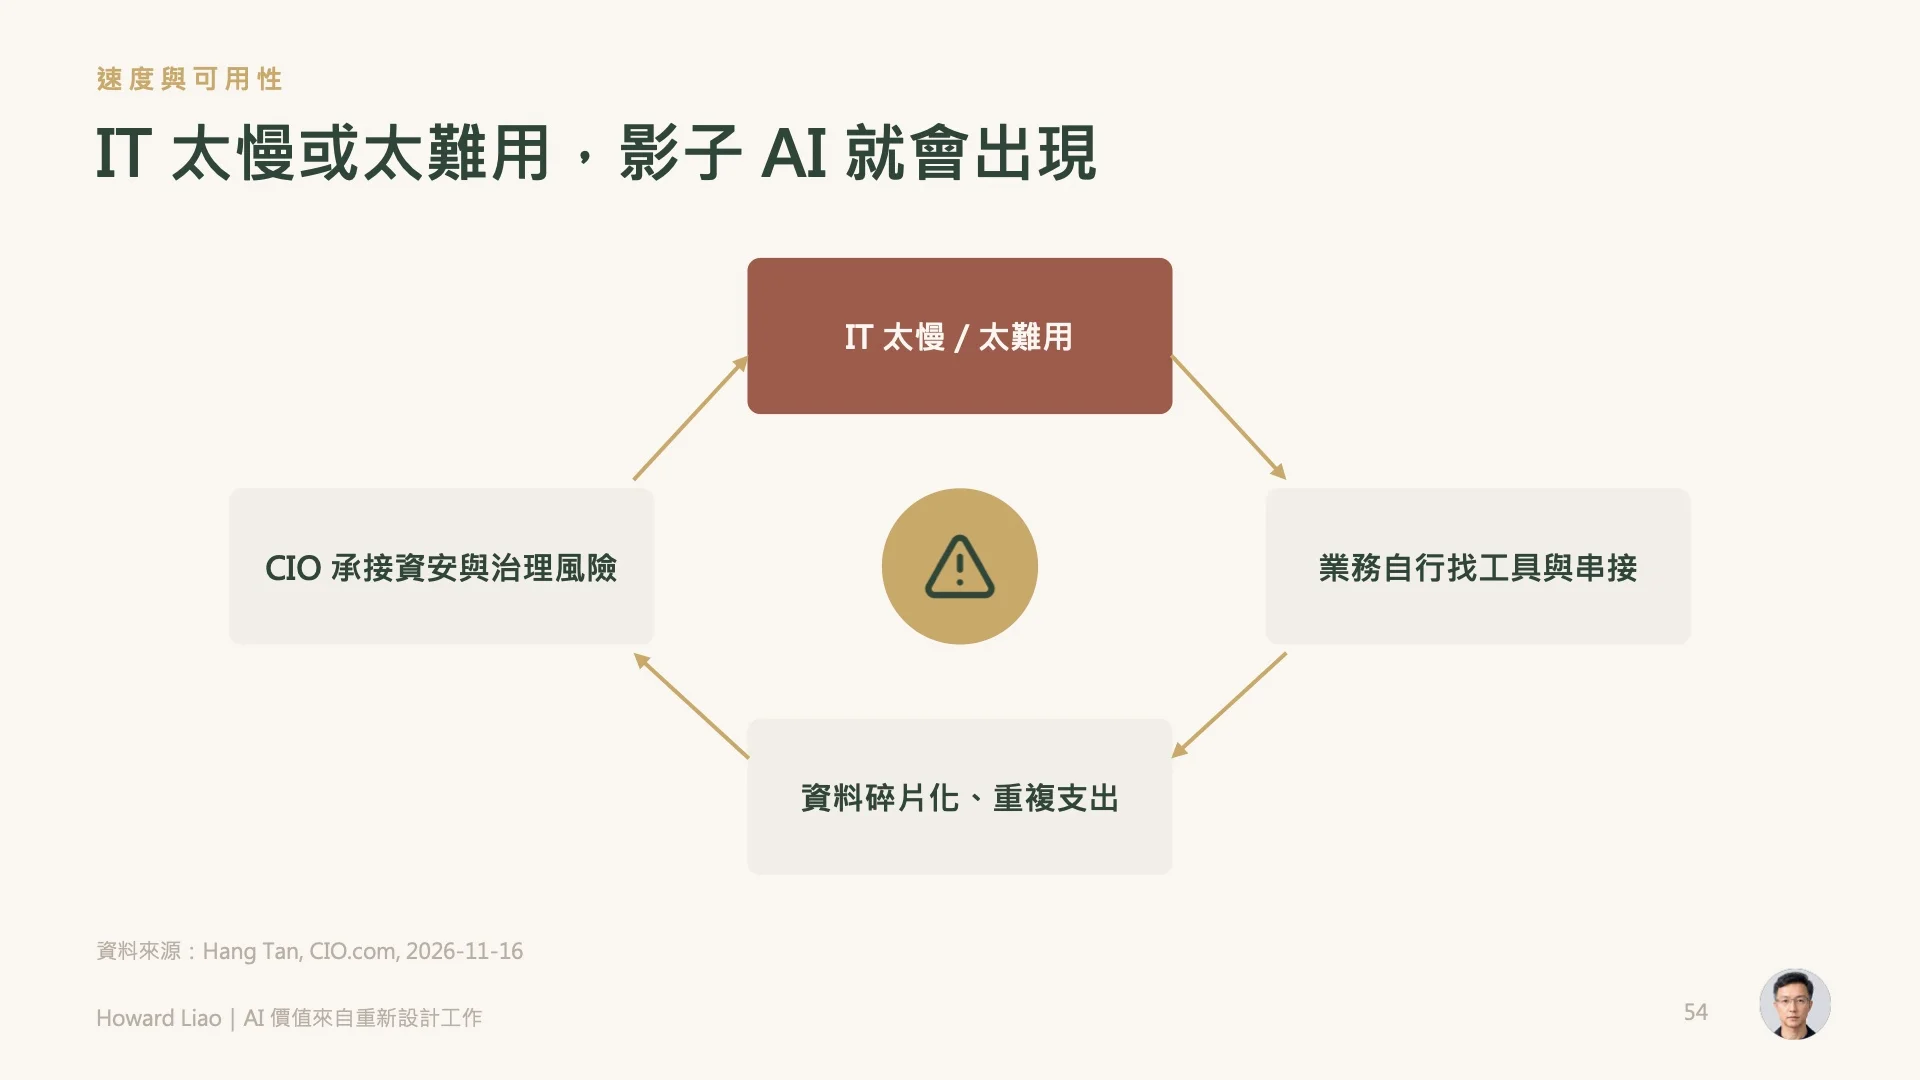 速度與可用性
IT 太慢或太難用，影子 AI 就會出現
IT 太慢 / 太難用
CIO 承接資安與治理風險
業務自行找工具與串接
資料碎片化、重複支出
資料來源：Hang Tan, CIO.com, 2026-11-16
Howard Liao｜AI 價值來自重新設計工作
54